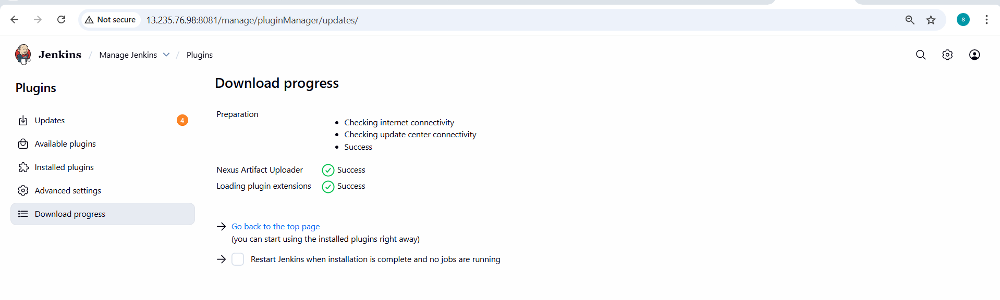 Not secure 13.235.76.98:8081/manage/pluginManager/updates/
s
Jenkins / Manage Jenkins / Plugins
Plugins
Updates 4
Available plugins
Installed plugins
Advanced settings
Download progress
Download progress
Preparation
• Checking internet connectivity
• Checking update center connectivity
• Success
Nexus Artifact Uploader Success
Loading plugin extensions Success
→ Go back to the top page
(you can start using the installed plugins right away)
→ Restart Jenkins when installation is complete and no jobs are running